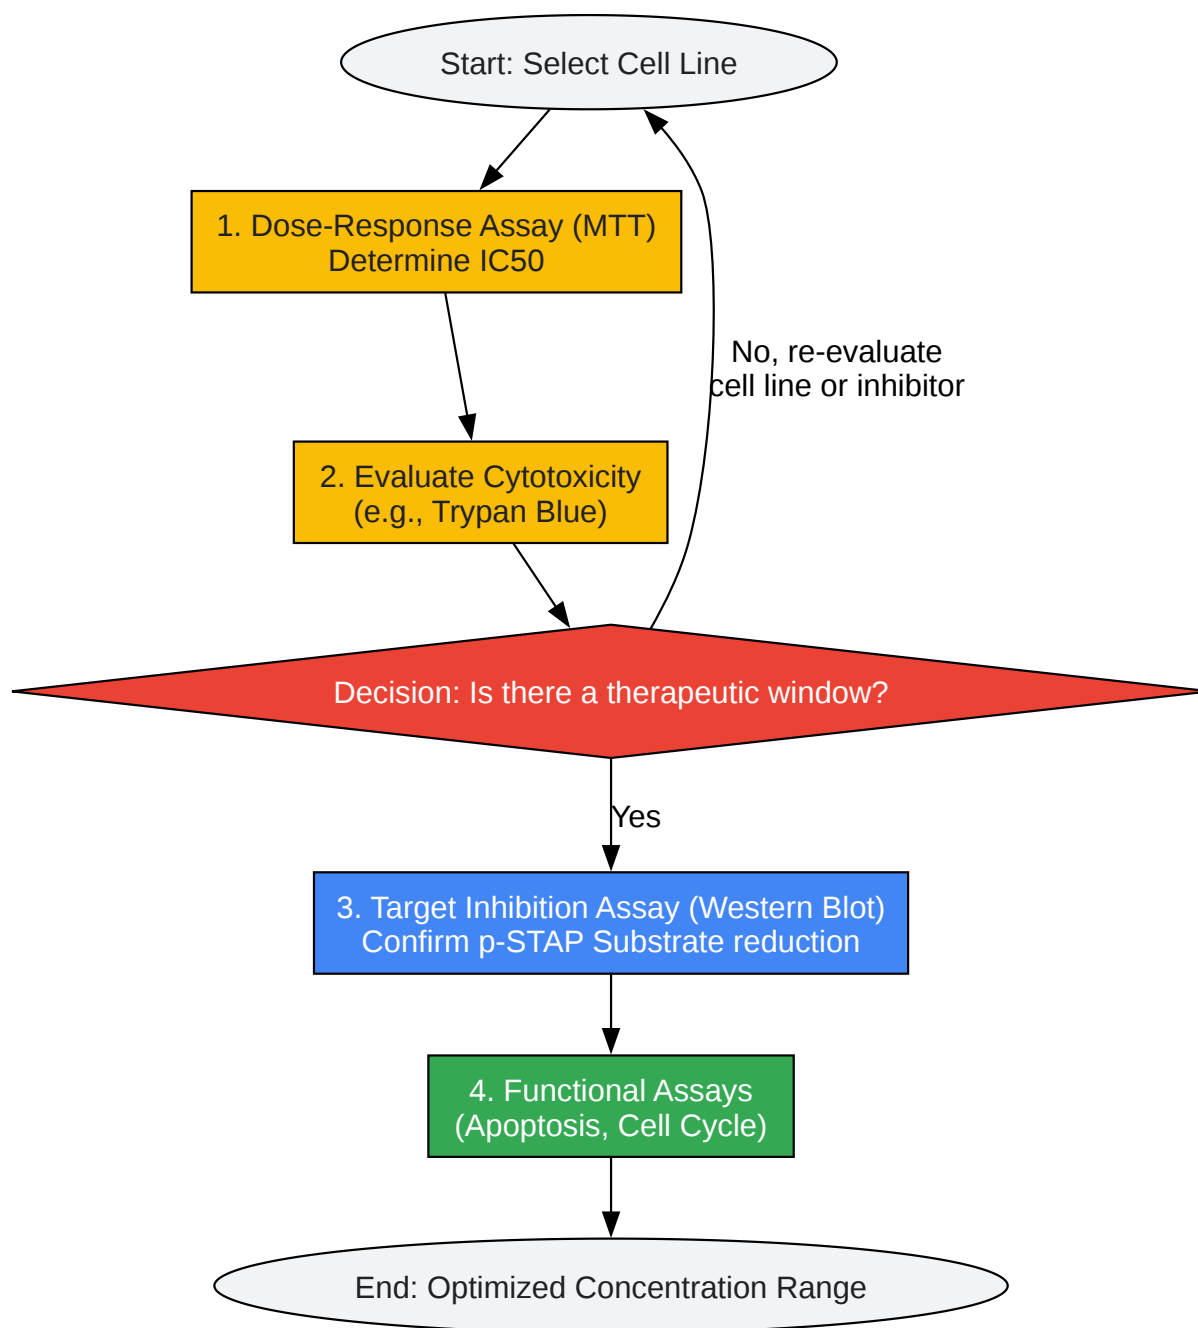 Start: Select Cell Line
1. Dose-Response Assay (MTT)
Determine IC50
No, re-evaluate
cell line or inhibitor
2. Evaluate Cytotoxicity
(e.g., Trypan Blue)
Decision: Is there a therapeutic window?
Yes
3. Target Inhibition Assay (Western Blot)
Confirm p-STAP Substrate reduction
4. Functional Assays
(Apoptosis, Cell Cycle)
End: Optimized Concentration Range